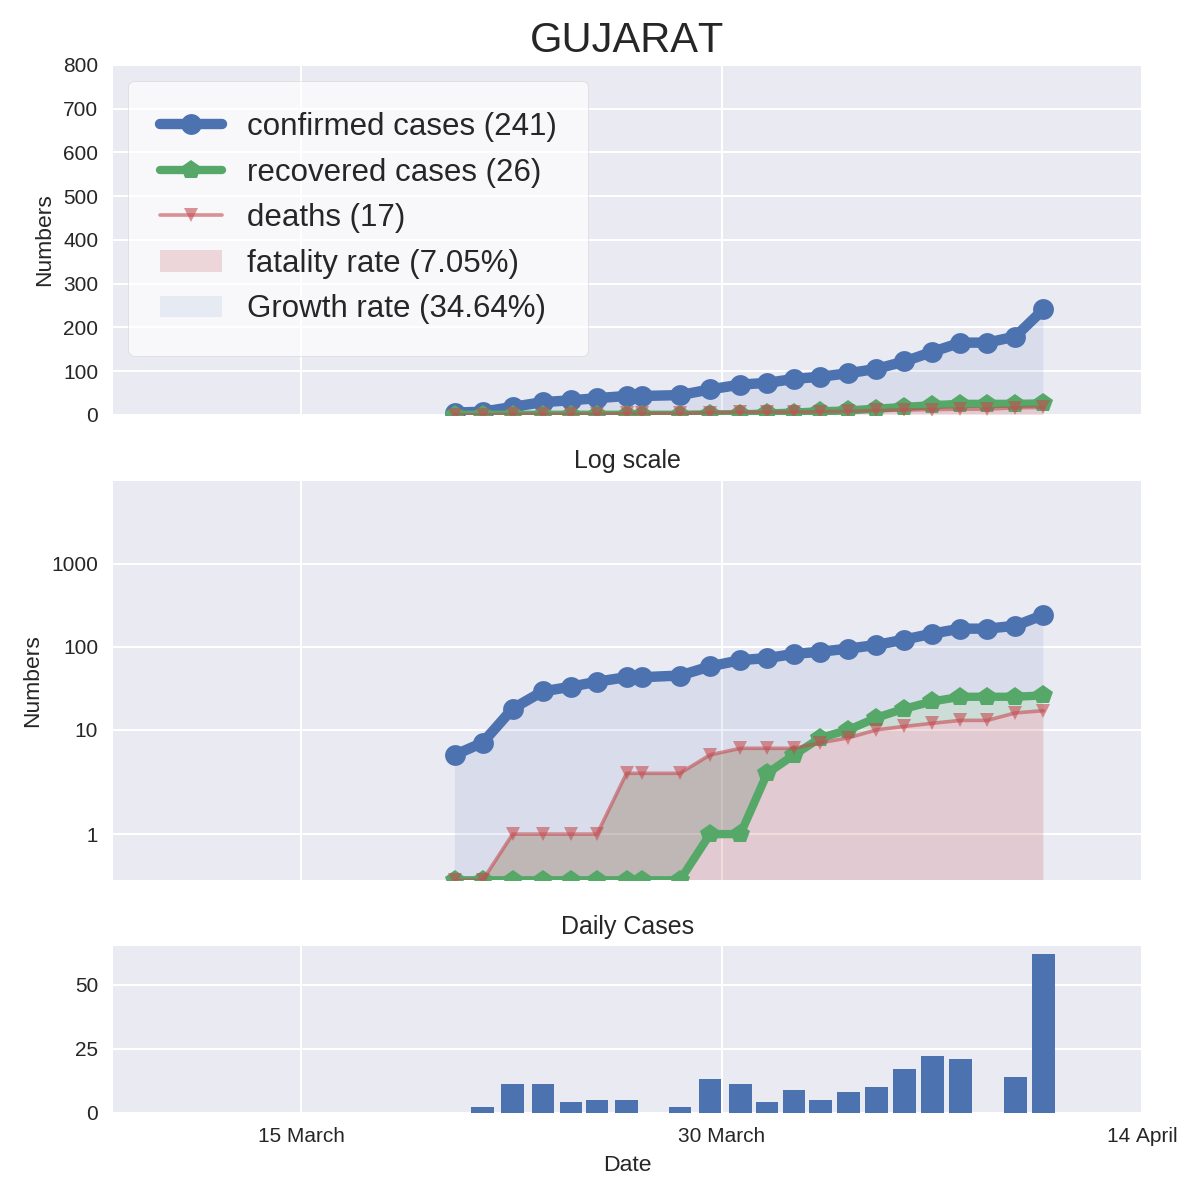 GUJARAT
800
700
600
500
400
300
200
100
0
Numbers
confirmed cases (241)
recovered cases (26)
deaths (17)
fatality rate (7.05%)
Growth rate (34.64%)
Log scale
1000
100
10
1
Numbers
Daily Cases
50
25
0
15 March
30 March
14 April
Date